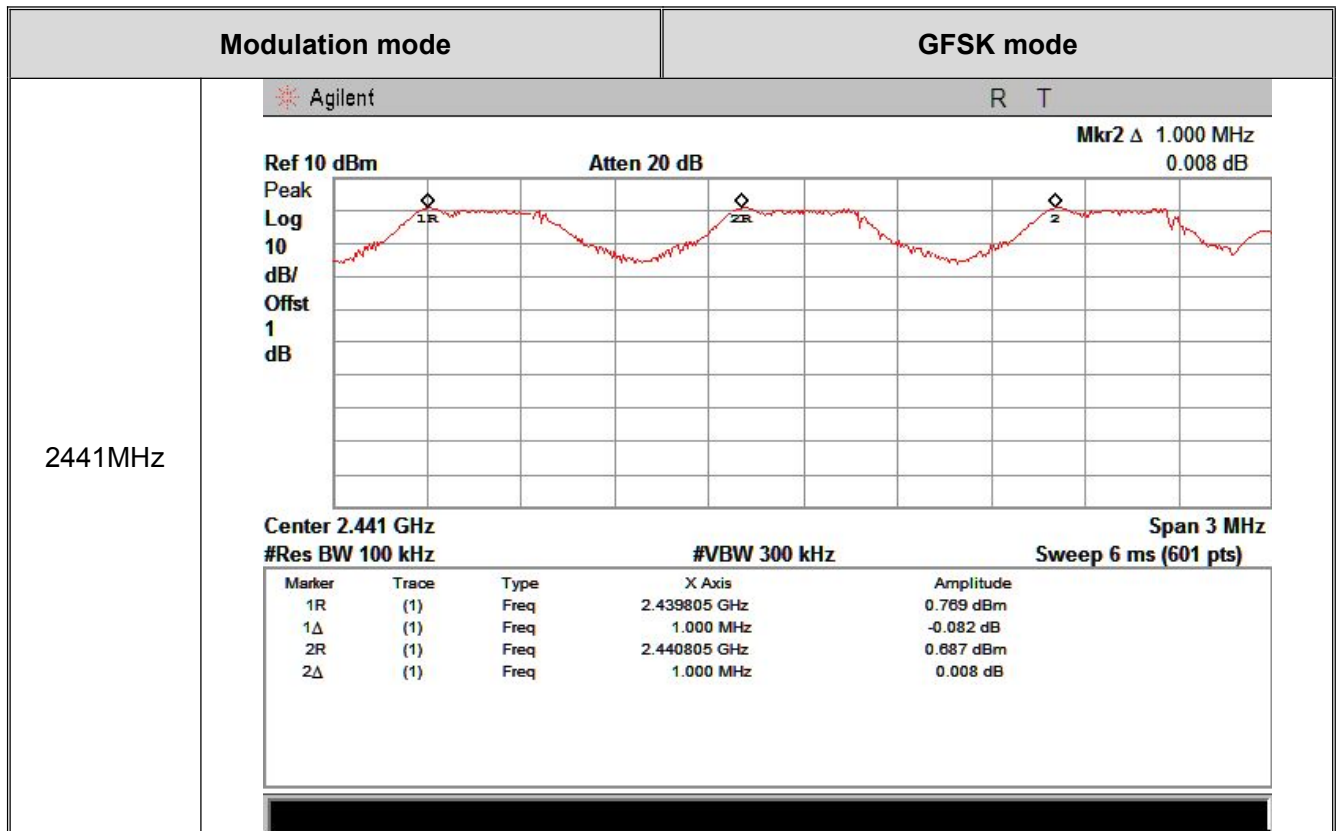 Modulation mode GFSK mode
Agilent R T
Mkr2 Δ 1.000 MHz
Ref 10 dBm Atten 20 dB 0.008 dB
Peak
Log
10
dB/
Offst
1
dB
1R 2R 2
2441MHz
Center 2.441 GHz Span 3 MHz
#Res BW 100 kHz #VBW 300 kHz Sweep 6 ms (601 pts)
Marker Trace Type X Axis Amplitude
1R (1) Freq 2.439805 GHz 0.769 dBm
1Δ (1) Freq 1.000 MHz -0.082 dB
2R (1) Freq 2.440805 GHz 0.687 dBm
2Δ (1) Freq 1.000 MHz 0.008 dB